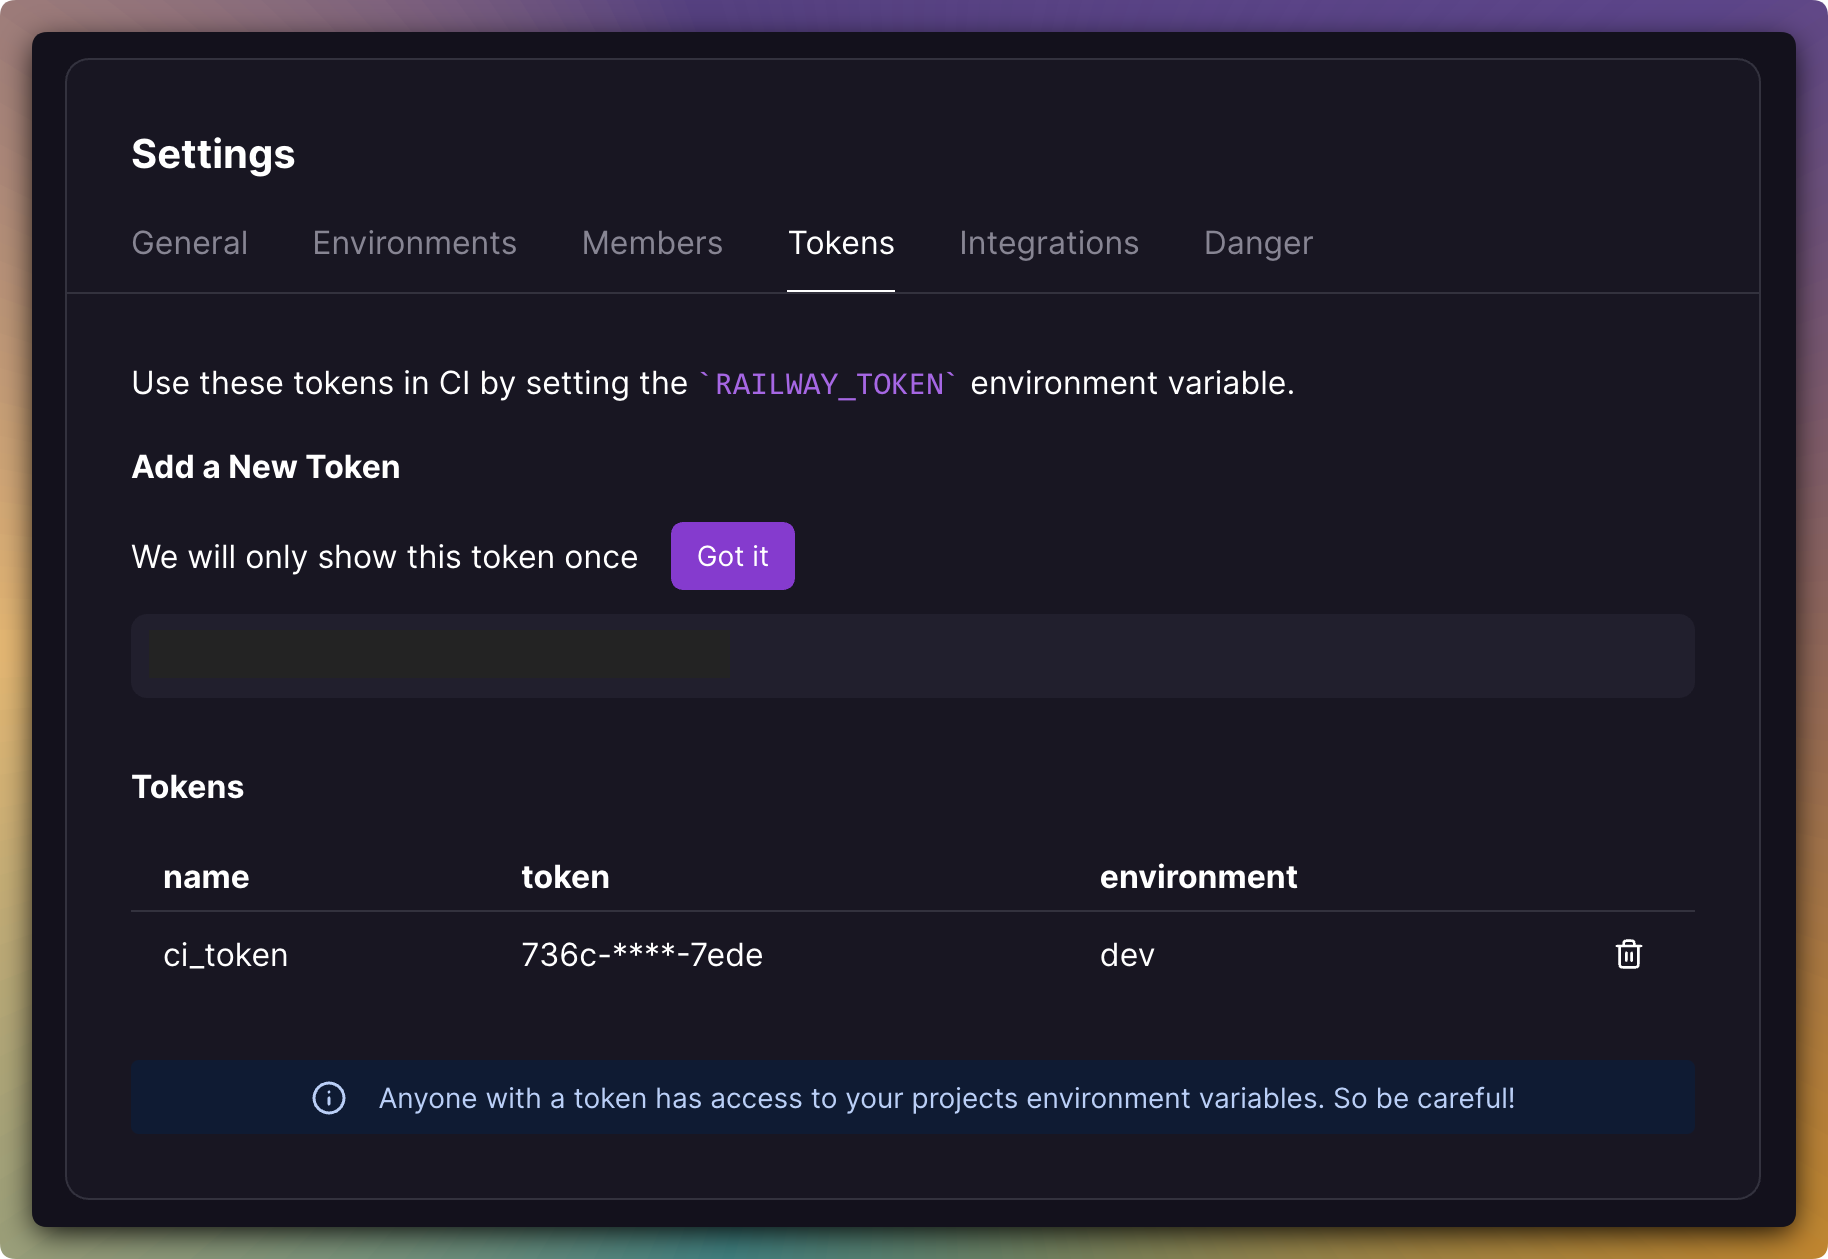 Settings
General Environments Members Tokens Integrations Danger
Use these tokens in CI by setting the `RAILWAY_TOKEN` environment variable.
Add a New Token
We will only show this token once Got it
Tokens
name token environment
ci_token 736c-****-7ede dev
Anyone with a token has access to your projects environment variables. So be careful!